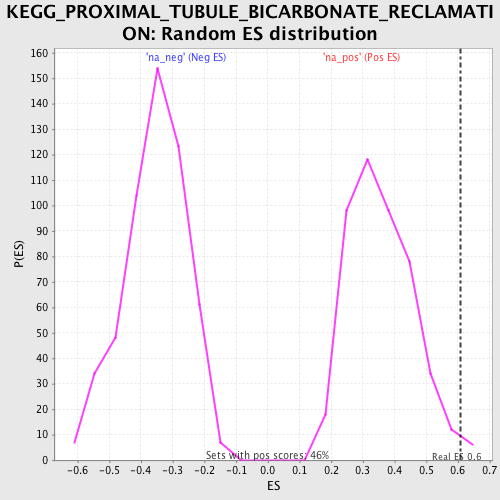 KEGG_PROXIMAL_TUBULE_BICARBONATE_RECLAMATI
ON: Random ES distribution
'na_neg' (Neg ES)
'na_pos' (Pos ES)
160
150
140
130
120
110
100
90
80
70
60
50
40
30
20
10
0
P(ES)
Sets with pos scores: 46%
Real ES 0.6
-0.6 -0.5 -0.4 -0.3 -0.2 -0.1 0.0 0.1 0.2 0.3 0.4 0.5 0.6 0.7
ES